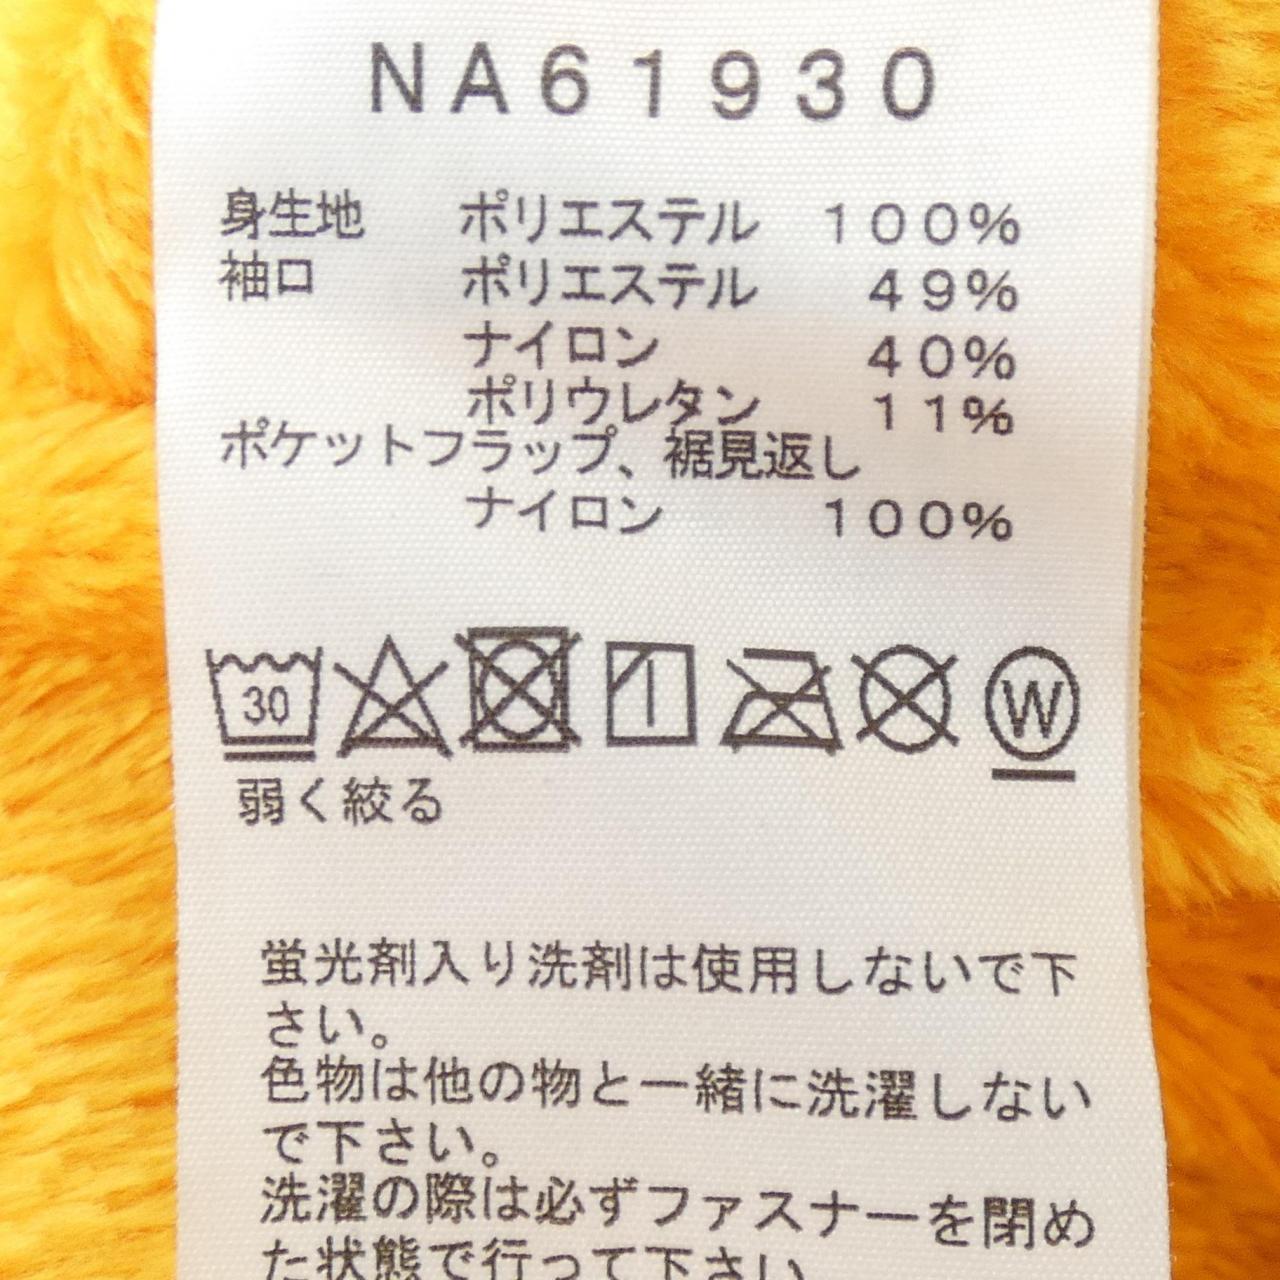 NA61930
身生地 ポリエステル 100%
袖口 ポリエステル 49%
ナイロン 40%
ポリウレタン 11%
ポケットフラップ、裾見返し
ナイロン 100%
30
W
弱く絞る
蛍光剤入り洗剤は使用しないで下
さい。
色物は他の物と一緒に洗濯しない
で下さい。
洗濯の際は必ずファスナーを閉め
た状態で行って下さい